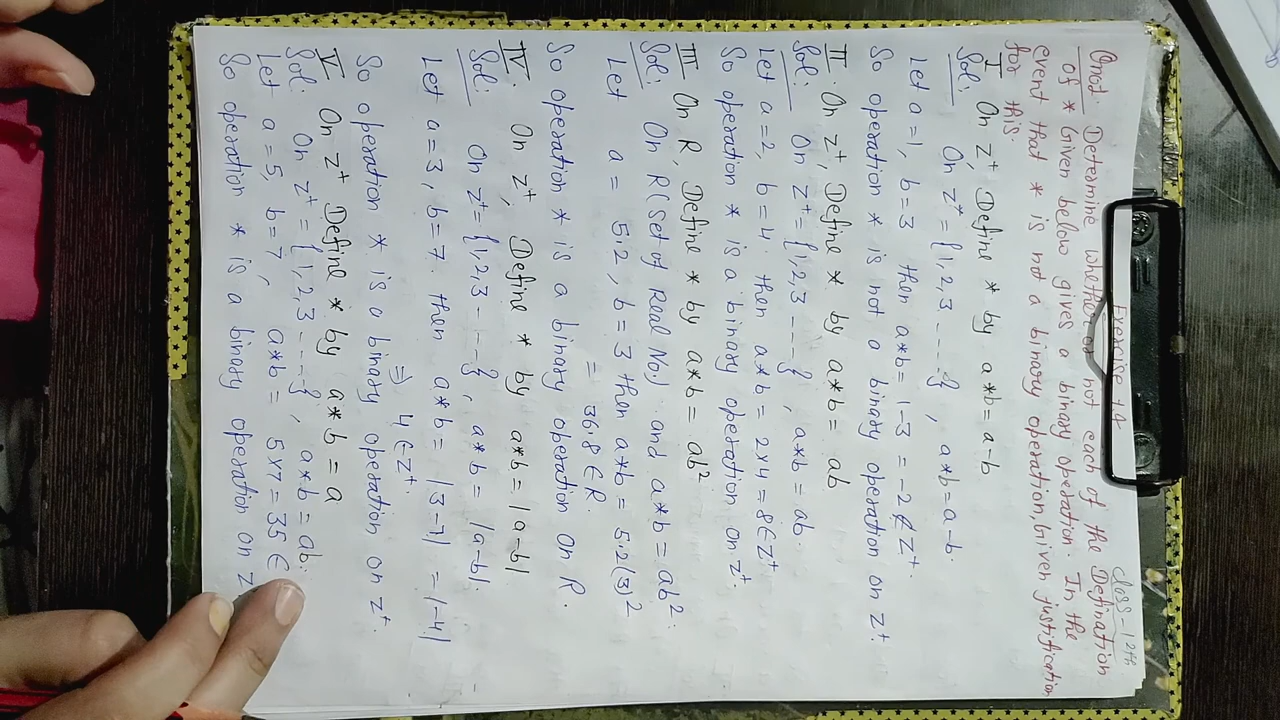 Exercise 1.4
class-12th
Qno1. Determine whether or not each of the Defination
of * Given below gives a binary operation. In the
event that * is not a binary operation, Given justification
for this.
I On Z⁺, Define * by a*b = a-b
Sol: On Z⁺ = {1,2,3 ----}, a*b = a-b.
Let a=1, b=3 then a*b = 1-3 = -2 ∉ Z⁺.
So operation * is not a binary operation on Z⁺
II. On Z⁺, Define * by a*b = ab
Sol: On Z⁺ = {1,2,3 ----}, a*b = ab.
Let a=2, b=4. then a*b = 2×4 = 8 ∈ Z⁺
So operation * is a binary operation on Z⁺.
III On R, Define * by a*b = ab²
Sol: On R (Set of Real No.) and a*b = ab².
Let a = 5.2, b=3 then a*b = 5.2(3)²
= 36.8 ∈ R.
So operation * is a binary operation on R.
IV. On Z⁺, Define * by a*b = |a-b|
Sol: On Z⁺ = {1,2,3 ----}, a*b = |a-b|.
Let a=3, b=7. then a*b = |3-7| = |-4|
⇒ 4 ∈ Z⁺.
So operation * is a binary operation on Z⁺.
V On Z⁺ Define * by a*b = a
Sol: On Z⁺ = {1,2,3 ----}, a*b = ab.
Let a=5, b=7, a*b = 5×7 = 35 ∈
So operation * is a binary operation on Z